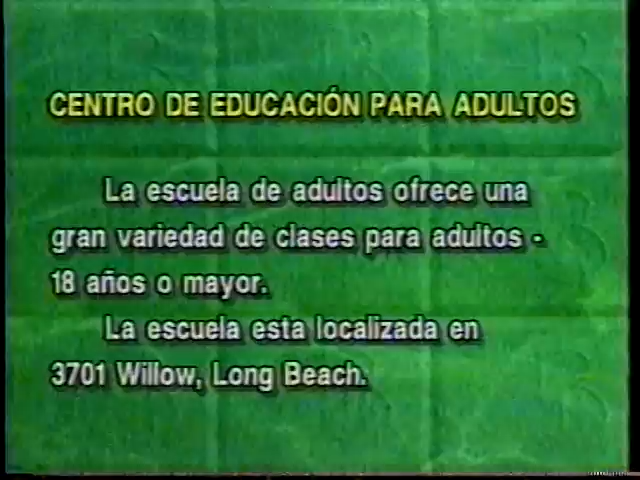 CENTRO DE EDUCACIÓN PARA ADULTOS
La escuela de adultos ofrece una
gran variedad de clases para adultos -
18 años o mayor.
La escuela esta localizada en
3701 Willow, Long Beach.